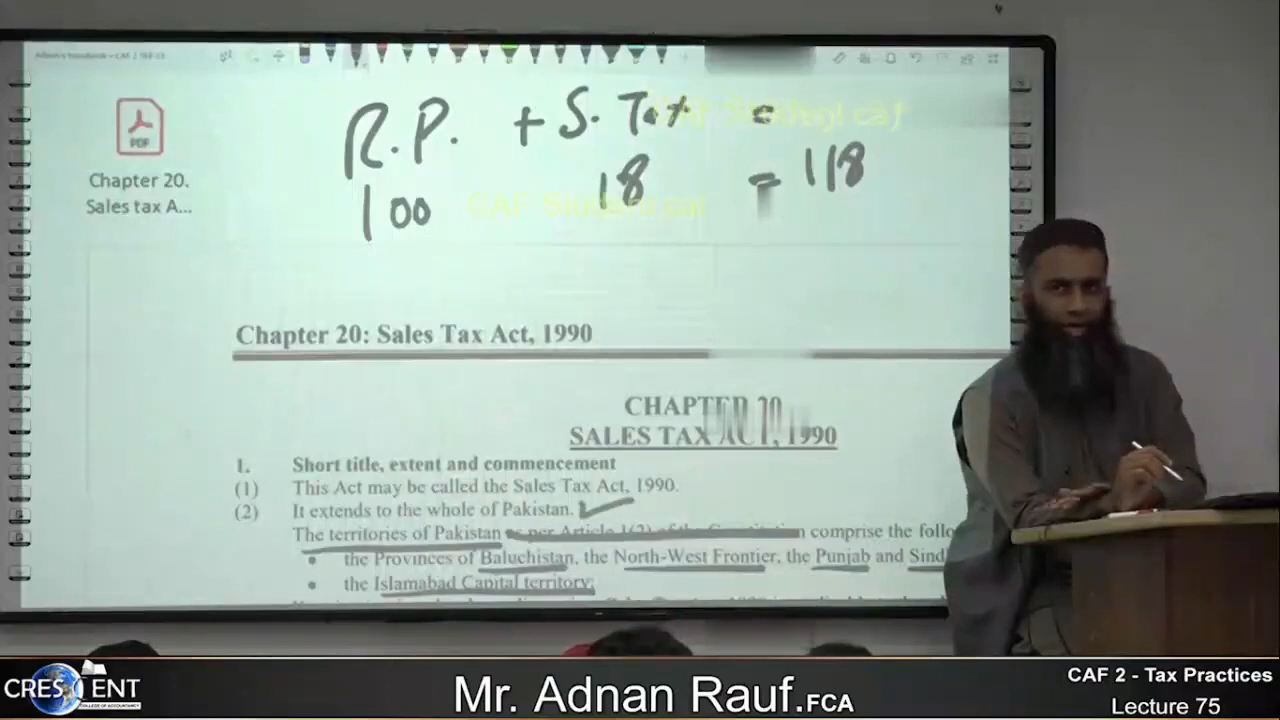 R.P. + S. Tax =
100 18 = 118
PDF
Chapter 20.
Sales tax A...
Chapter 20: Sales Tax Act, 1990
CHAPTER 20
SALES TAX ACT, 1990
1. Short title, extent and commencement
(1) This Act may be called the Sales Tax Act, 1990.
(2) It extends to the whole of Pakistan.
The territories of Pakistan as per Article 1(2) of the Constitution comprise the follo
• the Provinces of Baluchistan, the North-West Frontier, the Punjab and Sind
• the Islamabad Capital territory;
CRESCENT
COLLEGE OF ACCOUNTANCY
Mr. Adnan Rauf.FCA
CAF 2 - Tax Practices
Lecture 75